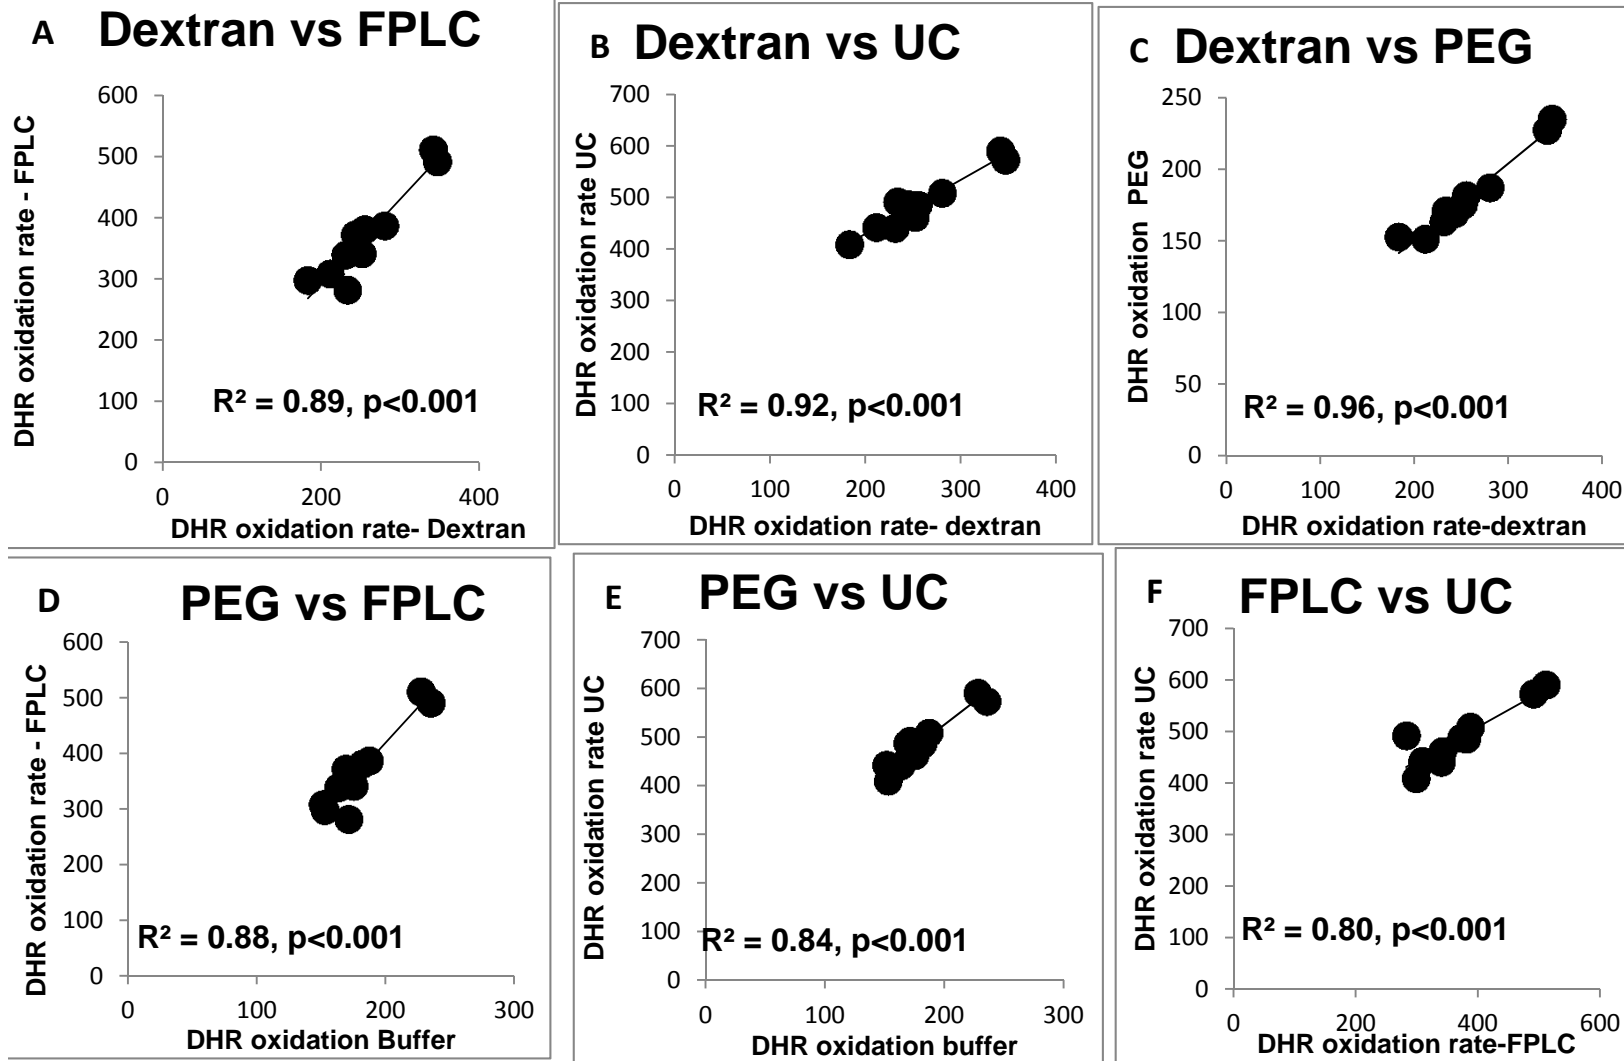 A Dextran vs FPLC
DHR oxidation rate - FPLC
600
500
400
300
200
100
0
R² = 0.89, p<0.001
0 200 400
DHR oxidation rate- Dextran
B Dextran vs UC
DHR oxidation rate UC
700
600
500
400
300
200
100
0
R² = 0.92, p<0.001
0 100 200 300 400
DHR oxidation rate- dextran
C Dextran vs PEG
DHR oxidation PEG
250
200
150
100
50
0
R² = 0.96, p<0.001
0 100 200 300 400
DHR oxidation rate-dextran
D PEG vs FPLC
DHR oxidation rate - FPLC
600
500
400
300
200
100
0
R² = 0.88, p<0.001
0 100 200 300
DHR oxidation Buffer
E PEG vs UC
DHR oxidation rate UC
700
600
500
400
300
200
100
0
R² = 0.84, p<0.001
0 100 200 300
DHR oxidation buffer
F FPLC vs UC
DHR oxidation rate UC
700
600
500
400
300
200
100
0
R² = 0.80, p<0.001
0 200 400 600
DHR oxidation rate-FPLC